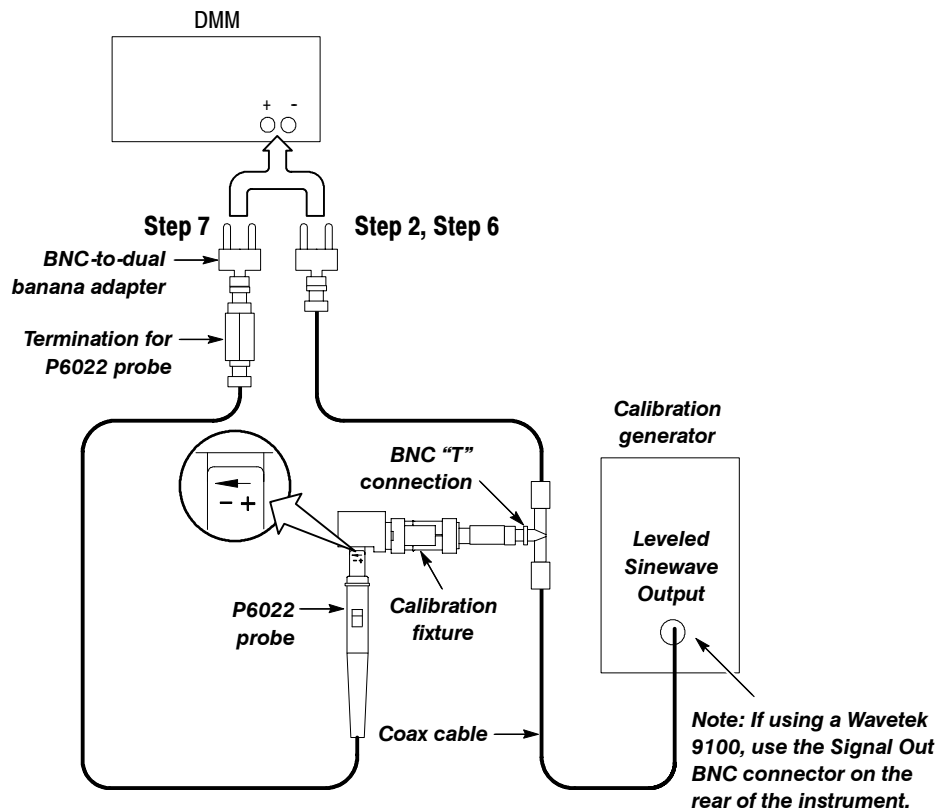 DMM
+ -
Step 7
Step 2, Step 6
BNC-to-dual
banana adapter
Termination for
P6022 probe
Calibration
generator
BNC “T”
connection
- +
Leveled
Sinewave
Output
- +
P6022
probe
Calibration
fixture
Coax cable
Note: If using a Wavetek
9100, use the Signal Out
BNC connector on the
rear of the instrument.